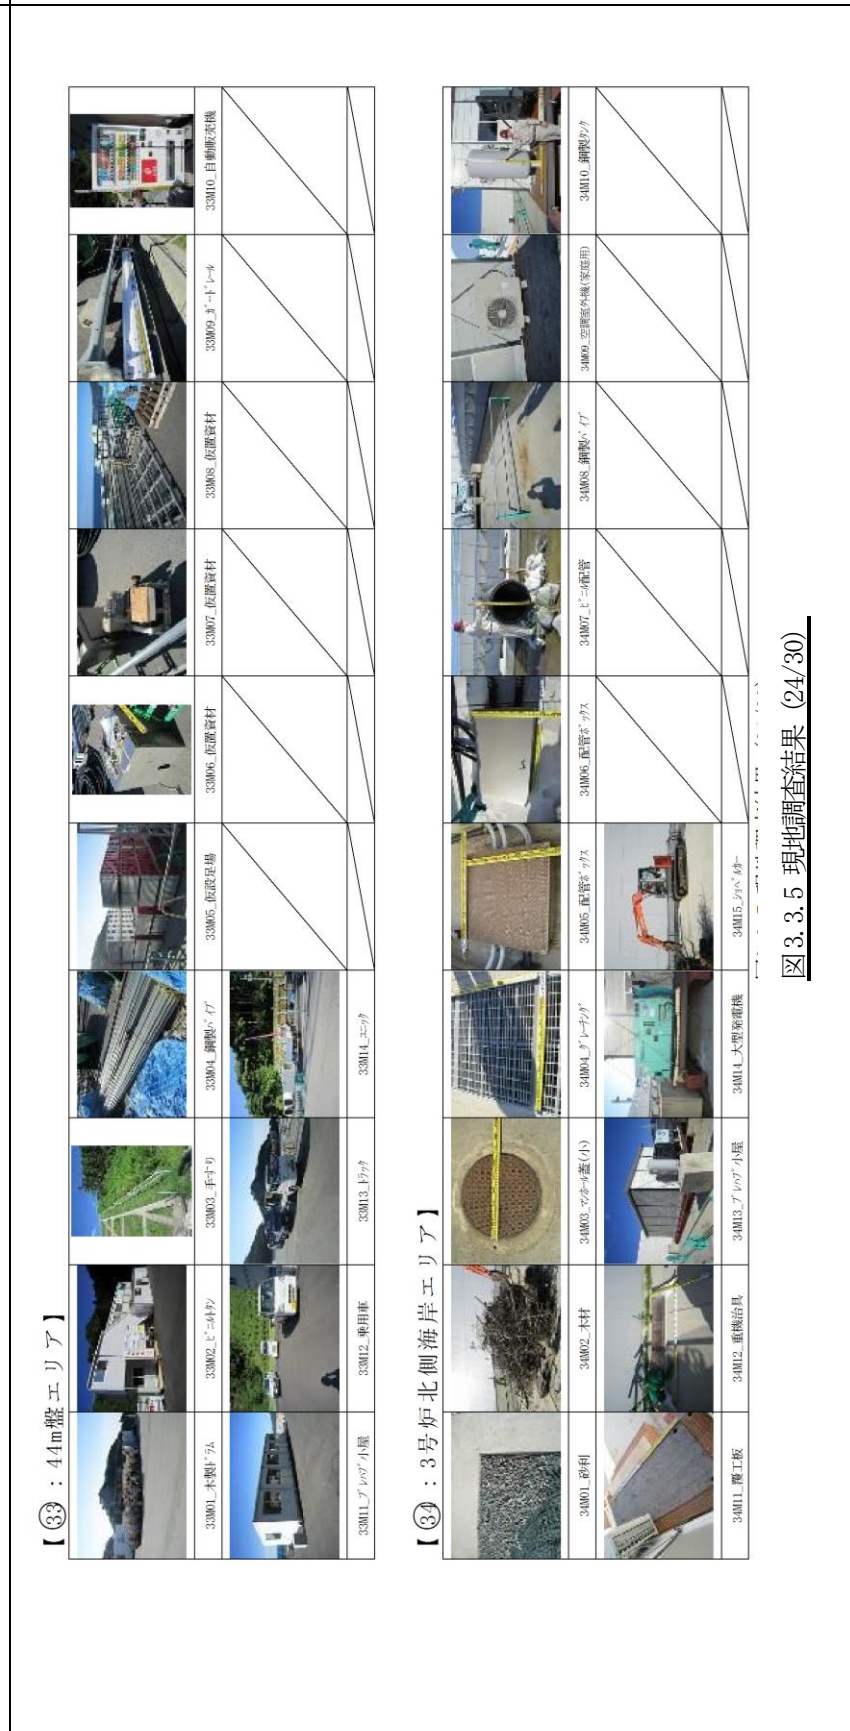 【㉝：44m盤エリア】
33M01_木製ドラム
33M02_ビニルトタン
33M03_手すり
33M04_鋼製パイプ
33M05_仮設足場
33M06_仮置資材
33M07_仮置資材
33M08_仮置資材
33M09_ガードレール
33M10_自動販売機
33M11_プレハブ小屋
33M12_乗用車
33M13_トラック
33M14_ユニック
【㉞：3号炉北側海岸エリア】
34M01_砂利
34M02_木材
34M03_マンホール蓋(小)
34M04_グレーチング
34M05_配管ボックス
34M06_配管ボックス
34M07_ビニル配管
34M08_鋼製パイプ
34M09_空調室外機(家庭用)
34M10_鋼製タンク
34M11_覆工板
34M12_重機治具
34M13_プレハブ小屋
34M14_大型発電機
34M15_ショベルカー
図3.3.5 現地調査結果 (24/30)